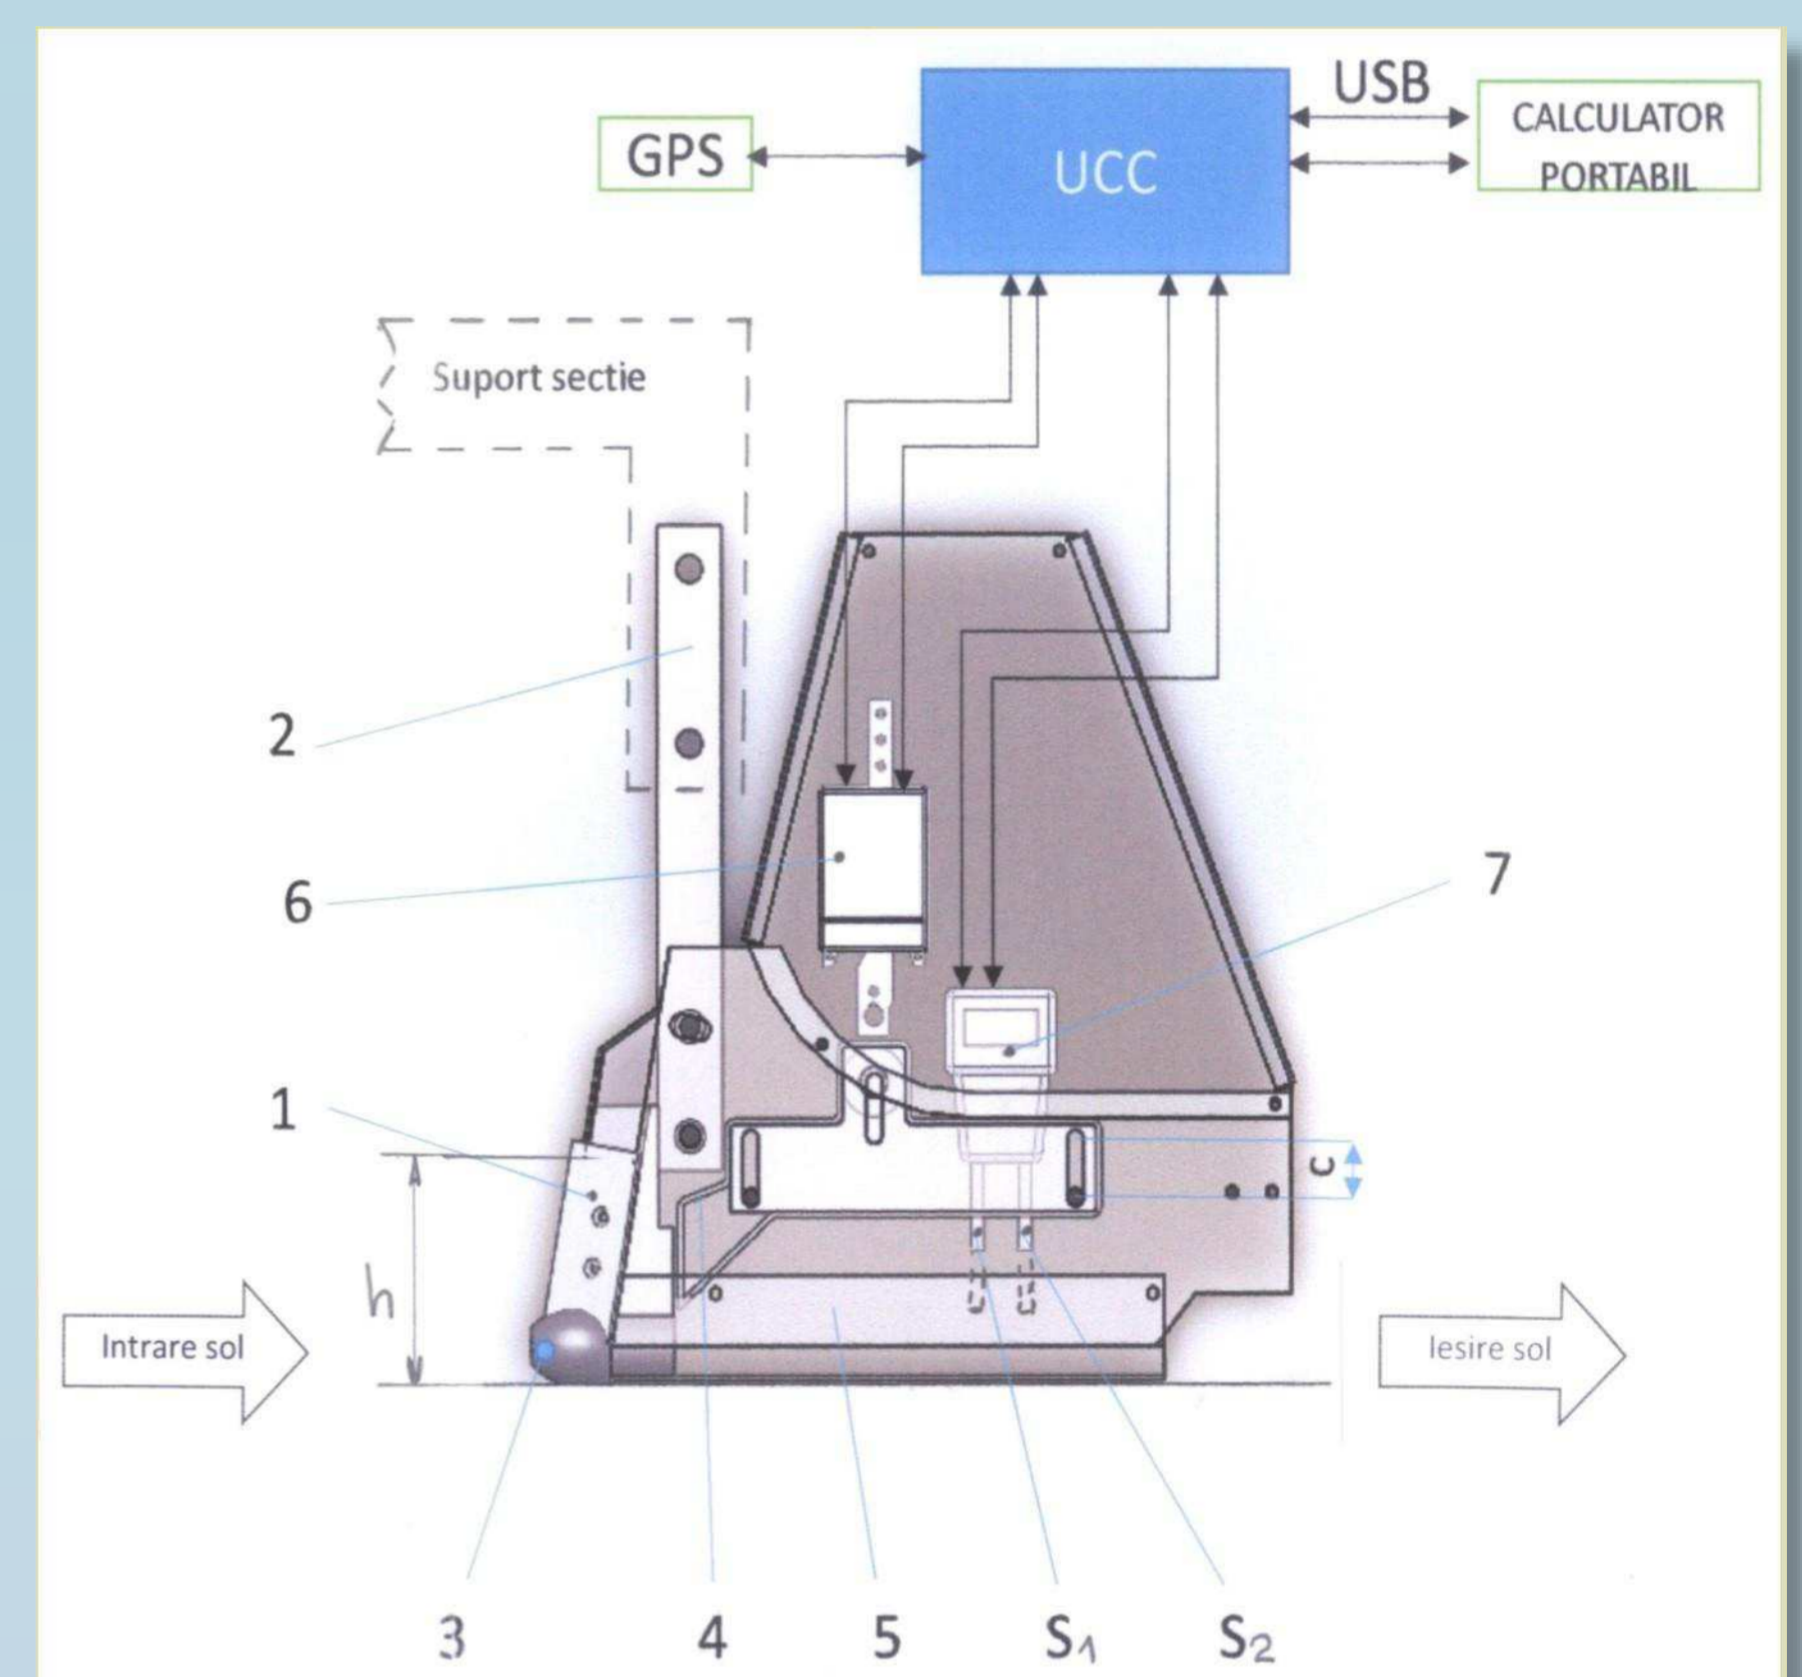 USB
GPS
UCC
CALCULATOR
PORTABIL
Suport sectie
2
6
7
1
c
h
Intrare sol
Iesire sol
3
4
5
S1
S2